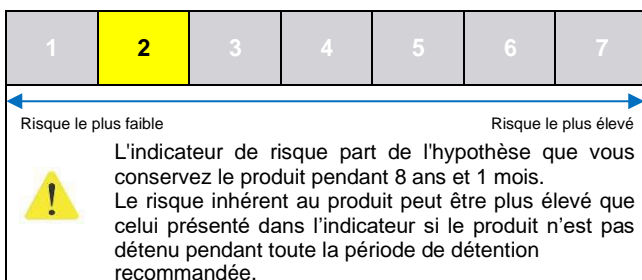 1 2 3 4 5 6 7
Risque le plus faible Risque le plus élevé
L'indicateur de risque part de l'hypothèse que vous
conservez le produit pendant 8 ans et 1 mois.
Le risque inhérent au produit peut être plus élevé que
celui présenté dans l’indicateur si le produit n’est pas
détenu pendant toute la période de détention
recommandée.